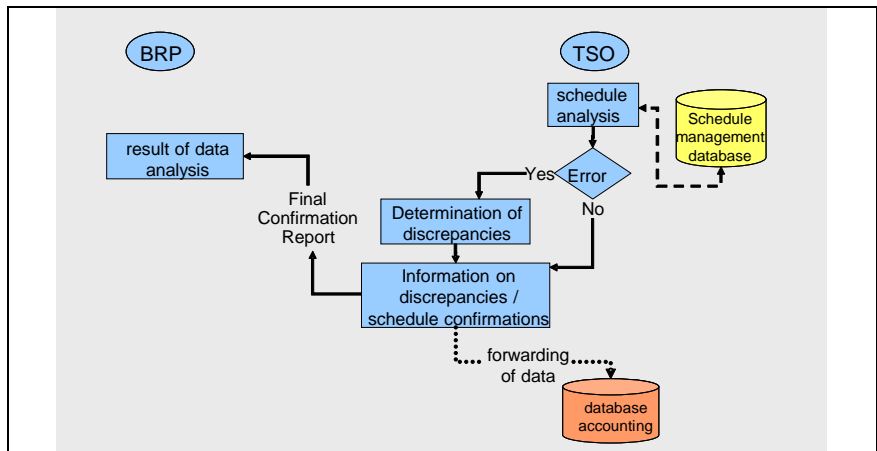 BRP
TSO
schedule
analysis
Schedule
management
database
result of data
analysis
Yes
Error
Final
Confirmation
Report
Determination of
discrepancies
No
Information on
discrepancies /
schedule confirmations
forwarding
of data
database
accounting